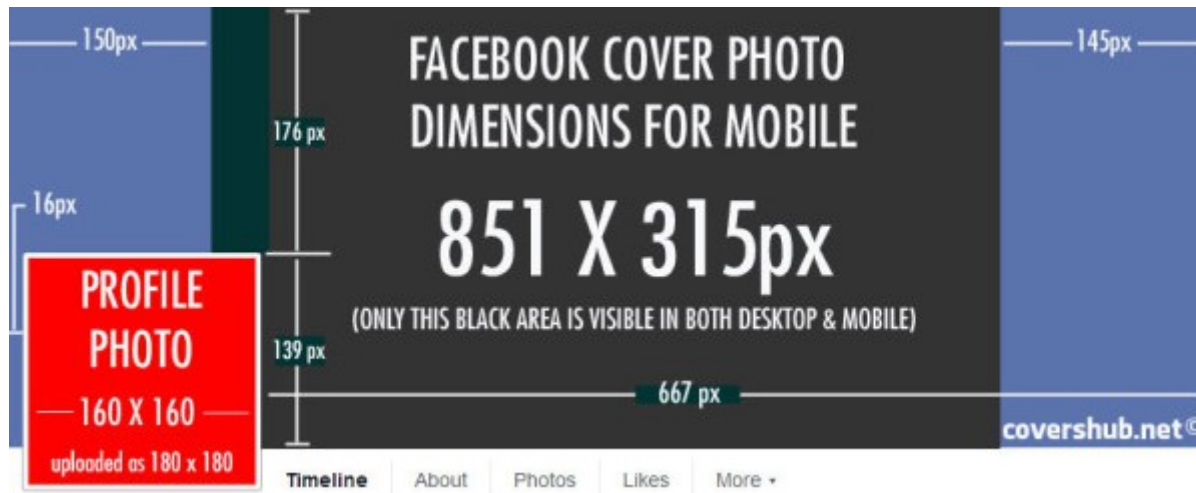 150px
FACEBOOK COVER PHOTO
145px
DIMENSIONS FOR MOBILE
176 px
16px
851 X 315px
PROFILE
PHOTO
(ONLY THIS BLACK AREA IS VISIBLE IN BOTH DESKTOP & MOBILE)
139 px
160 X 160
667 px
uploaded as 180 x 180
covershub.net©
Timeline About Photos Likes More